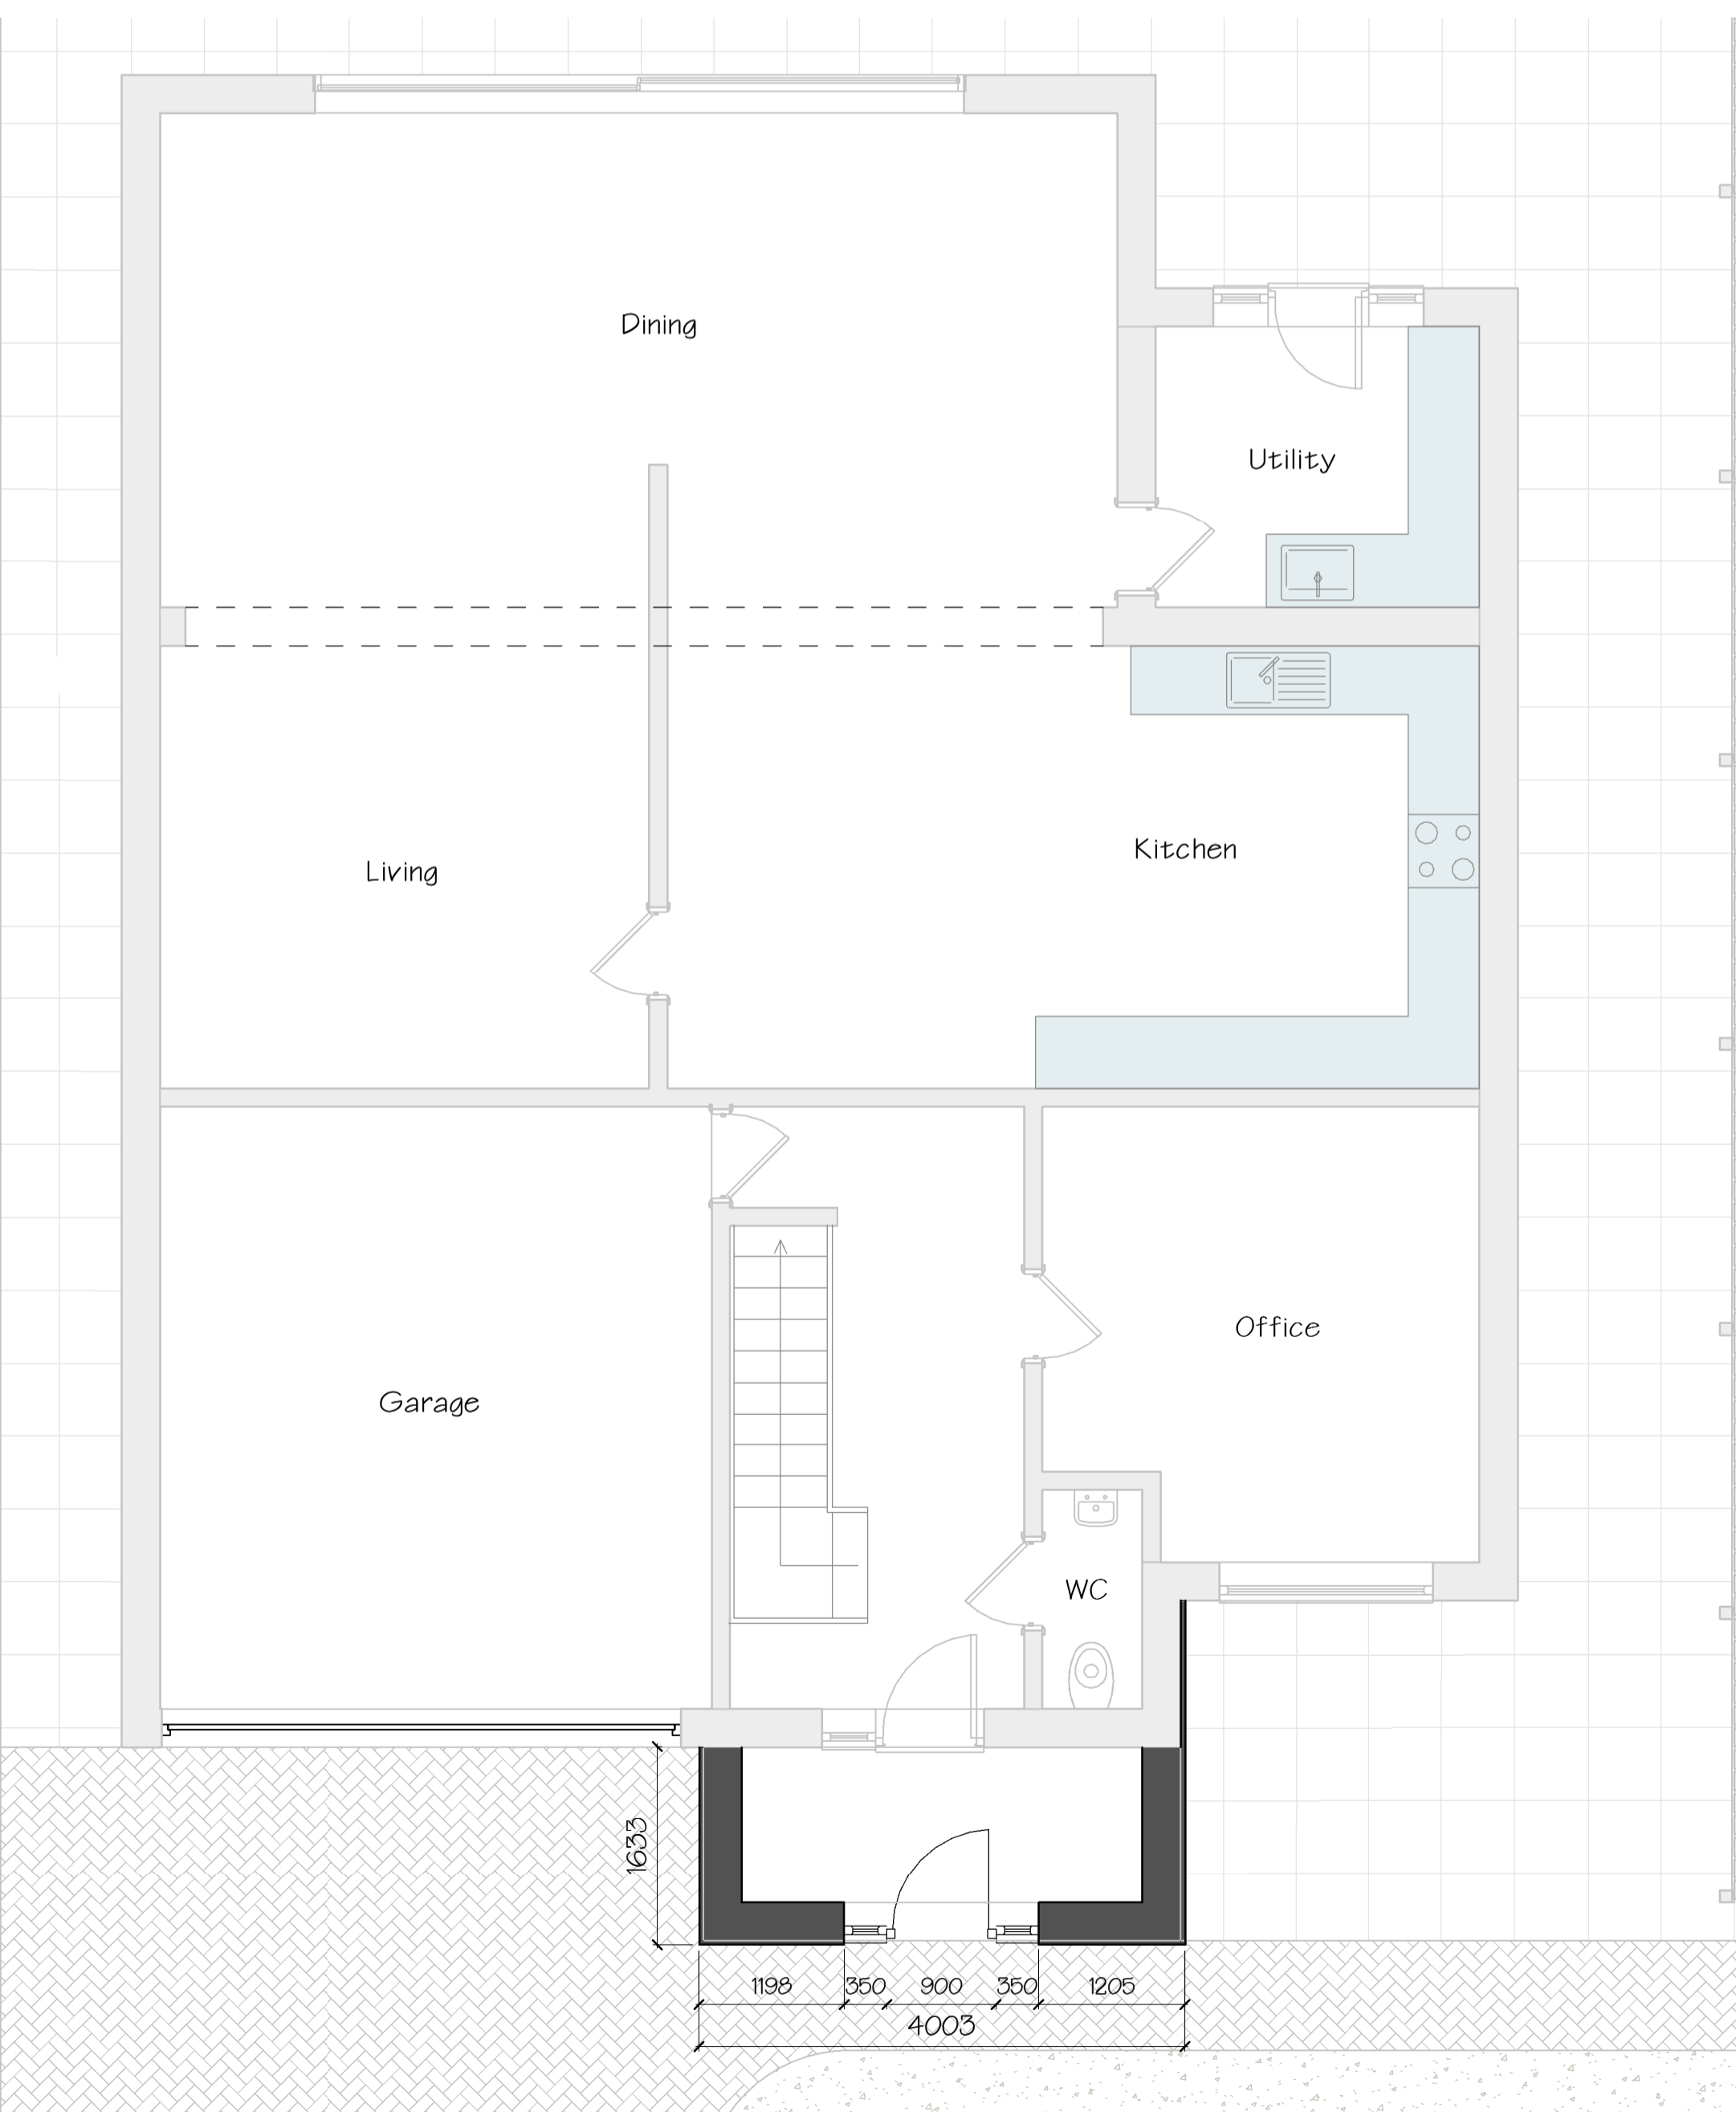 Dining
Utility
Kitchen
Living
Office
Garage
WC
1633
1198 350 900 350 1205
4003